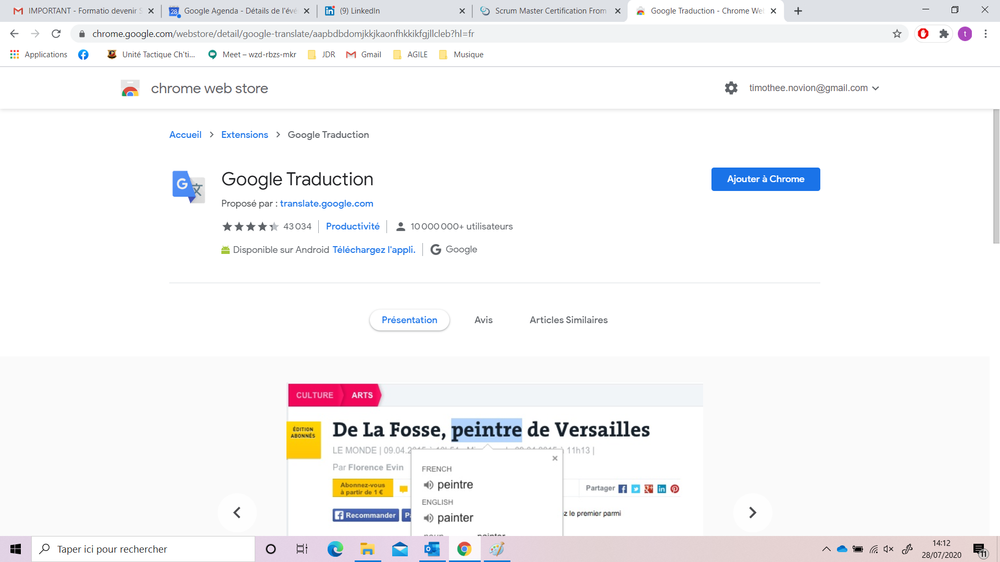 IMPORTANT - Formatio devenir S
Google Agenda - Détails de l'évé
(9) LinkedIn
Scrum Master Certification From
Google Traduction - Chrome Web
chrome.google.com/webstore/detail/google-translate/aapbdbdomjkkjkaonfhkkikfgjllcleb?hl=fr
t
Applications
Unité Tactique Ch'ti...
Meet – wzd-rbzs-mkr
JDR
Gmail
AGILE
Musique
chrome web store
timothee.novion@gmail.com
Accueil > Extensions > Google Traduction
Google Traduction
Ajouter à Chrome
Proposé par : translate.google.com
43 034 | Productivité | 10 000 000+ utilisateurs
Disponible sur Android Téléchargez l'appli. | Google
Présentation
Avis
Articles Similaires
CULTURE ARTS
ÉDITION
ABONNÉS
De La Fosse, peintre de Versailles
LE MONDE | 09.04. 11h13 |
Par Florence Evin
FRENCH
peintre
ENGLISH
painter
Abonnez-vous
à partir de 1 €
Partager
Recommander
z le premier parmi
noun painter
Taper ici pour rechercher
14:12
28/07/2020
11